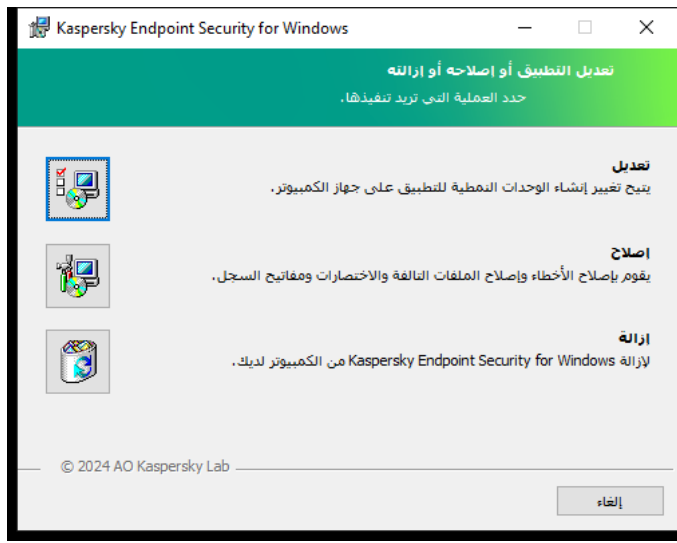 Kaspersky Endpoint Security for Windows
تعديل التطبيق أو إصلاحه أو إزالته
حدد العملية التي تريد تنفيذها.
تعديل
يتيح تغيير إنشاء الوحدات النمطية للتطبيق على جهاز الكمبيوتر.
إصلاح
يقوم بإصلاح الأخطاء وإصلاح الملفات التالفة والاختصارات ومفاتيح السجل.
إزالة
لإزالة Kaspersky Endpoint Security for Windows من الكمبيوتر لديك.
© 2024 AO Kaspersky Lab
إلغاء